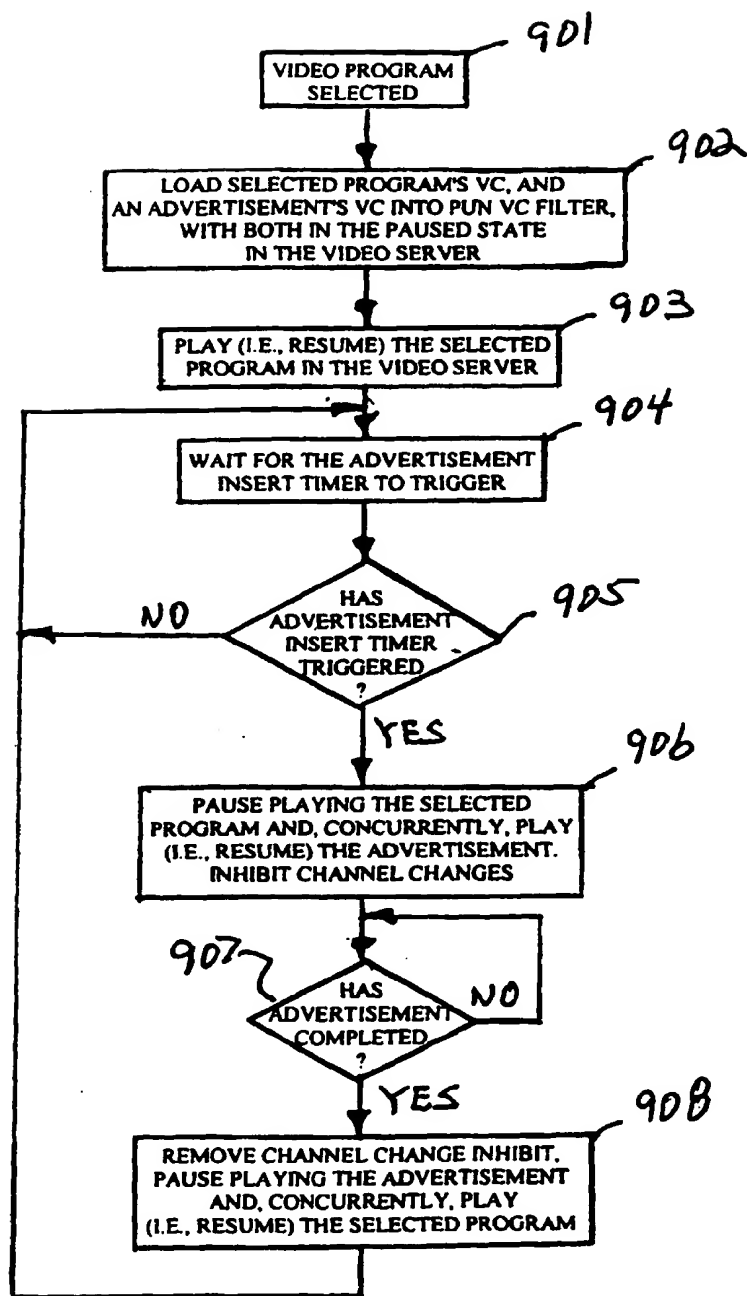 901
VIDEO PROGRAM
SELECTED
902
LOAD SELECTED PROGRAM'S VC, AND
AN ADVERTISEMENT'S VC INTO PUN VC FILTER,
WITH BOTH IN THE PAUSED STATE
IN THE VIDEO SERVER
903
PLAY (I.E., RESUME) THE SELECTED
PROGRAM IN THE VIDEO SERVER
904
WAIT FOR THE ADVERTISEMENT
INSERT TIMER TO TRIGGER
905
HAS
ADVERTISEMENT
INSERT TIMER
TRIGGERED
?
NO
YES
906
PAUSE PLAYING THE SELECTED
PROGRAM AND, CONCURRENTLY, PLAY
(I.E., RESUME) THE ADVERTISEMENT.
INHIBIT CHANNEL CHANGES
907
HAS
ADVERTISEMENT
COMPLETED
?
NO
YES
908
REMOVE CHANNEL CHANGE INHIBIT,
PAUSE PLAYING THE ADVERTISEMENT
AND, CONCURRENTLY, PLAY
(I.E., RESUME) THE SELECTED PROGRAM